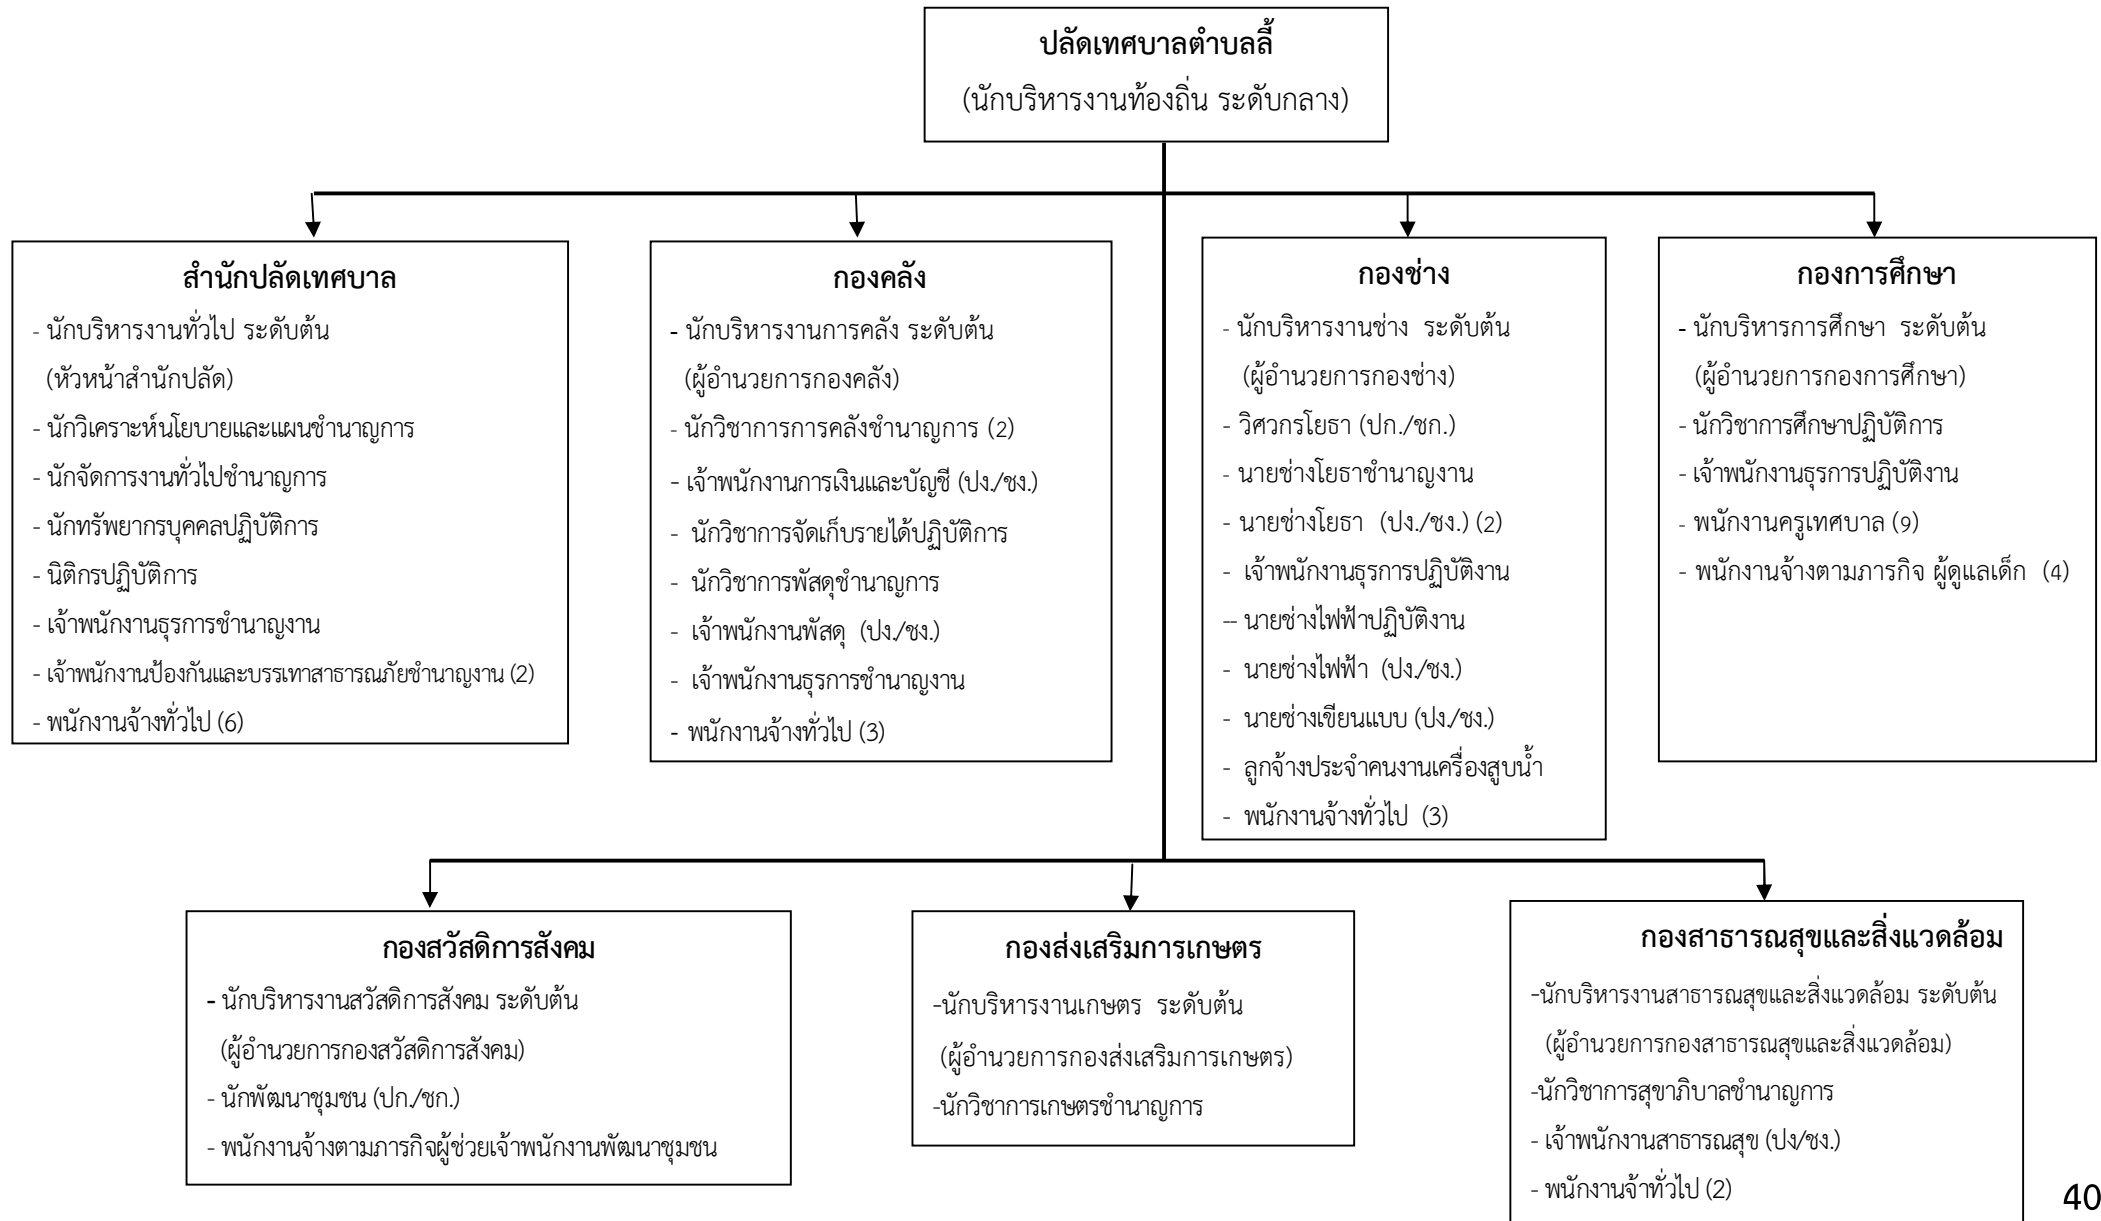 ปลัดเทศบาลตำบลลี้
(นักบริหารงานท้องถิ่น ระดับกลาง)
สำนักปลัดเทศบาล
- นักบริหารงานทั่วไป ระดับต้น
(หัวหน้าสำนักปลัด)
- นักวิเคราะห์นโยบายและแผนชำนาญการ
- นักจัดการงานทั่วไปชำนาญการ
- นักทรัพยากรบุคคลปฏิบัติการ
- นิติกรปฏิบัติการ
- เจ้าพนักงานธุรการชำนาญงาน
- เจ้าพนักงานป้องกันและบรรเทาสาธารณภัยชำนาญงาน (2)
- พนักงานจ้างทั่วไป (6)
กองคลัง
- นักบริหารงานการคลัง ระดับต้น
(ผู้อำนวยการกองคลัง)
- นักวิชาการการคลังชำนาญการ (2)
- เจ้าพนักงานการเงินและบัญชี (ปง./ชง.)
- นักวิชาการจัดเก็บรายได้ปฏิบัติการ
- นักวิชาการพัสดุชำนาญการ
- เจ้าพนักงานพัสดุ (ปง./ชง.)
- เจ้าพนักงานธุรการชำนาญงาน
- พนักงานจ้างทั่วไป (3)
กองช่าง
- นักบริหารงานช่าง ระดับต้น
(ผู้อำนวยการกองช่าง)
- วิศวกรโยธา (ปก./ชก.)
- นายช่างโยธาชำนาญงาน
- นายช่างโยธา (ปง./ชง.) (2)
- เจ้าพนักงานธุรการปฏิบัติงาน
-- นายช่างไฟฟ้าปฏิบัติงาน
- นายช่างไฟฟ้า (ปง./ชง.)
- นายช่างเขียนแบบ (ปง./ชง.)
- ลูกจ้างประจำคนงานเครื่องสูบน้ำ
- พนักงานจ้างทั่วไป (3)
กองการศึกษา
- นักบริหารการศึกษา ระดับต้น
(ผู้อำนวยการกองการศึกษา)
- นักวิชาการศึกษาปฏิบัติการ
- เจ้าพนักงานธุรการปฏิบัติงาน
- พนักงานครูเทศบาล (9)
- พนักงานจ้างตามภารกิจ ผู้ดูแลเด็ก (4)
กองสวัสดิการสังคม
- นักบริหารงานสวัสดิการสังคม ระดับต้น
(ผู้อำนวยการกองสวัสดิการสังคม)
- นักพัฒนาชุมชน (ปก./ชก.)
- พนักงานจ้างตามภารกิจผู้ช่วยเจ้าพนักงานพัฒนาชุมชน
กองส่งเสริมการเกษตร
-นักบริหารงานเกษตร ระดับต้น
(ผู้อำนวยการกองส่งเสริมการเกษตร)
-นักวิชาการเกษตรชำนาญการ
กองสาธารณสุขและสิ่งแวดล้อม
-นักบริหารงานสาธารณสุขและสิ่งแวดล้อม ระดับต้น
(ผู้อำนวยการกองสาธารณสุขและสิ่งแวดล้อม)
-นักวิชาการสุขาภิบาลชำนาญการ
- เจ้าพนักงานสาธารณสุข (ปง/ชง.)
- พนักงานจ้าทั่วไป (2)
40